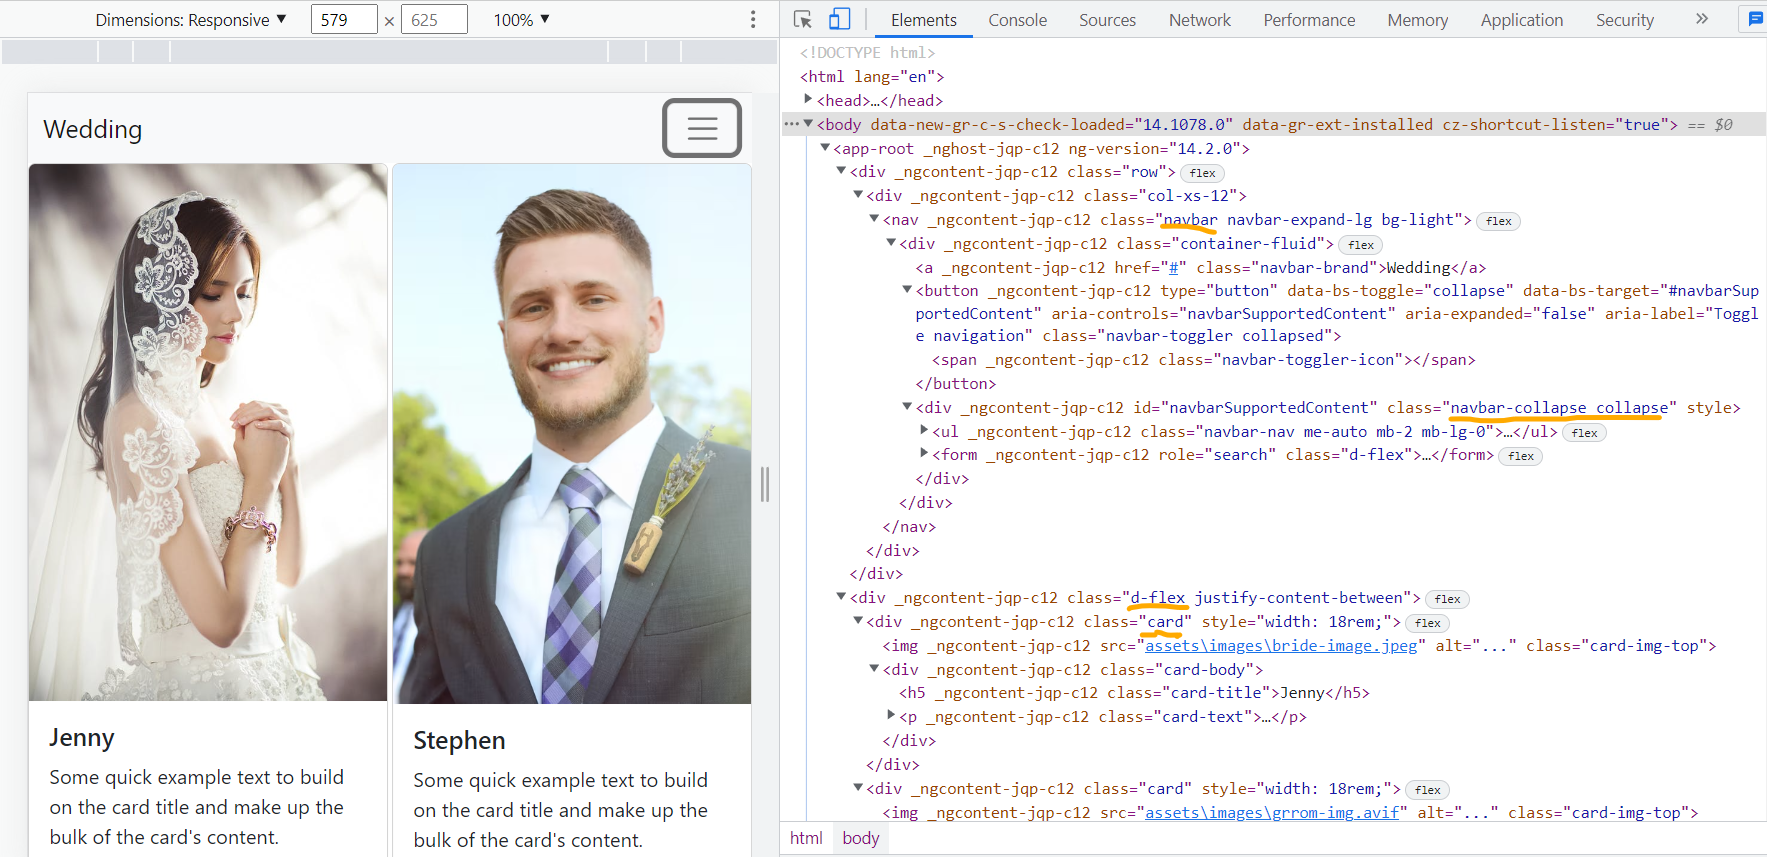 Dimensions: Responsive ▼ 579 × 625 100% ▼
Elements Console Sources Network Performance Memory Application Security »
Wedding
Jenny
Some quick example text to build
on the card title and make up the
bulk of the card's content.
Stephen
Some quick example text to build
on the card title and make up the
bulk of the card's content.
<!DOCTYPE html>
<html lang="en">
<head>…</head>
<body data-new-gr-c-s-check-loaded="14.1078.0" data-gr-ext-installed cz-shortcut-listen="true"> == $0
<app-root _nghost-jqp-c12 ng-version="14.2.0">
<div _ngcontent-jqp-c12 class="row"> flex
<div _ngcontent-jqp-c12 class="col-xs-12">
<nav _ngcontent-jqp-c12 class="navbar navbar-expand-lg bg-light"> flex
<div _ngcontent-jqp-c12 class="container-fluid"> flex
<a _ngcontent-jqp-c12 href="#" class="navbar-brand">Wedding</a>
<button _ngcontent-jqp-c12 type="button" data-bs-toggle="collapse" data-bs-target="#navbarSup
portedContent" aria-controls="navbarSupportedContent" aria-expanded="false" aria-label="Toggl
e navigation" class="navbar-toggler collapsed">
<span _ngcontent-jqp-c12 class="navbar-toggler-icon"></span>
</button>
<div _ngcontent-jqp-c12 id="navbarSupportedContent" class="navbar-collapse collapse" style>
<ul _ngcontent-jqp-c12 class="navbar-nav me-auto mb-2 mb-lg-0">…</ul> flex
<form _ngcontent-jqp-c12 role="search" class="d-flex">…</form> flex
</div>
</div>
</nav>
</div>
</div>
<div _ngcontent-jqp-c12 class="d-flex justify-content-between"> flex
<div _ngcontent-jqp-c12 class="card" style="width: 18rem;"> flex
<img _ngcontent-jqp-c12 src="assets\images\bride-image.jpeg" alt="..." class="card-img-top">
<div _ngcontent-jqp-c12 class="card-body">
<h5 _ngcontent-jqp-c12 class="card-title">Jenny</h5>
<p _ngcontent-jqp-c12 class="card-text">…</p>
</div>
</div>
<div _ngcontent-jqp-c12 class="card" style="width: 18rem;"> flex
<img _ngcontent-jqp-c12 src="assets\images\grrom-img.avif" alt="..." class="card-img-top">
html body